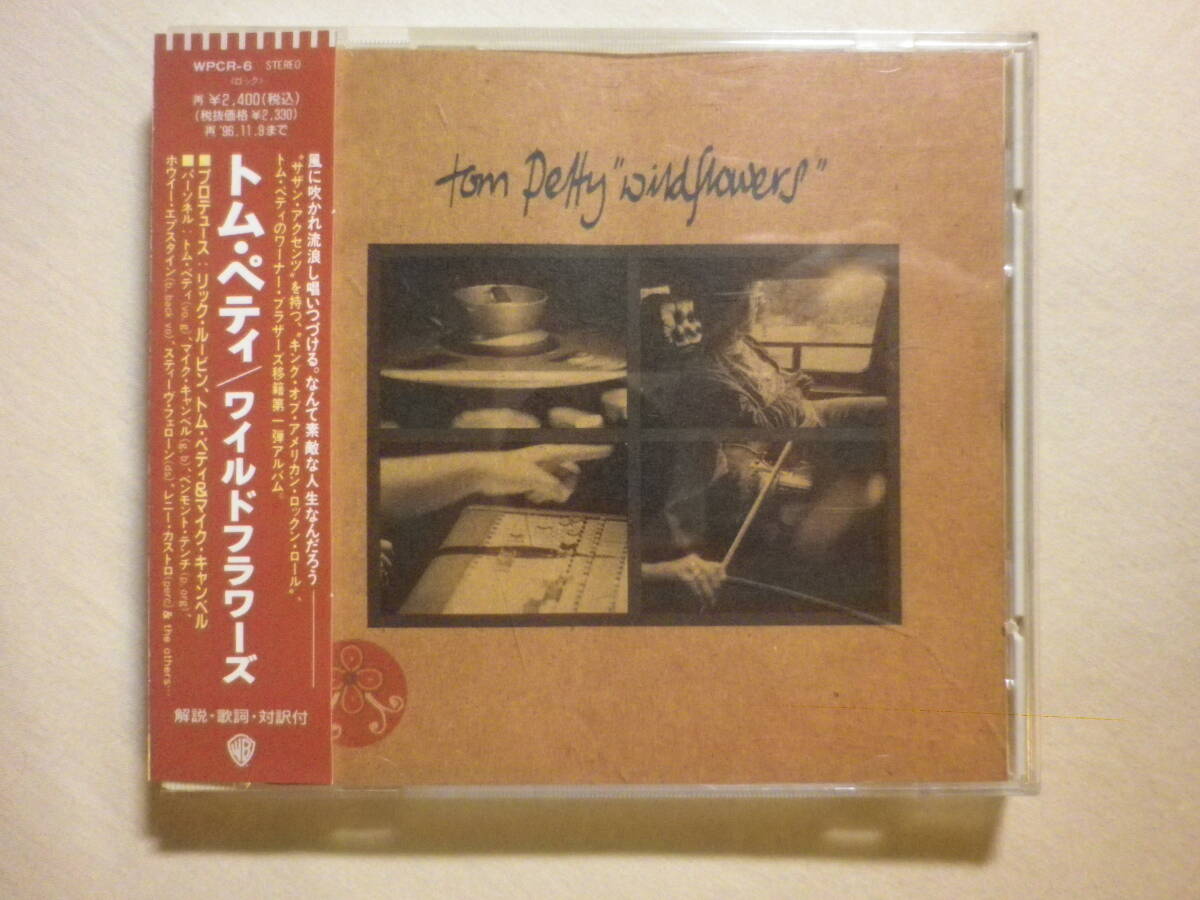 WPCR-6 STEREO
〈ロック〉
再 ¥2,400(税込)
(税抜価格 ¥2,330)
再 '96.11.9まで
風に吹かれ流浪し唱いつづける。なんて素敵な人生なんだろう――
"サザン・アクセンツ"を持つ、"キング・オブ・アメリカン・ロックン・ロール"、
トム・ペティのワーナー・ブラザーズ移籍第一弾アルバム。
トム・ペティ/ワイルドフラワーズ
■プロデュース:リック・ルービン、トム・ペティ&マイク・キャンベル
■パーソネル:トム・ペティ(vo, g)、マイク・キャンベル(g, b)、ベンモント・テンチ(p, org)、
ホウイー・エプスタイン(b, back vo)、スティーヴ・フェローン(ds)、レニー・カストロ(perc) & the others…
解説・歌詞・対訳付
WB
tom Petty "wildflowers"